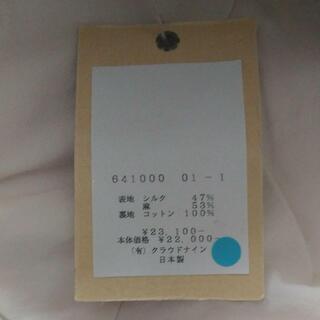 641000 01-1
表地 シルク 47%
麻 53%
裏地 コットン 100%
¥23,100-
本体価格 ¥22,000-
(有)クラウドナイン
日本製